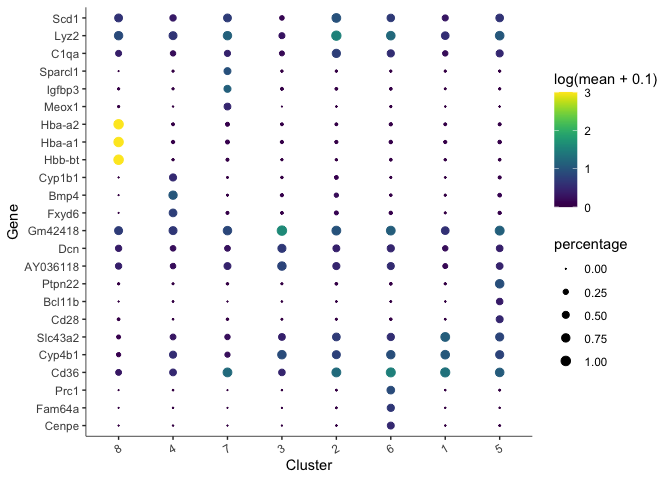 Scd1
Lyz2
C1qa
Sparcl1
Igfbp3
Meox1
Hba-a2
Hba-a1
Hbb-bt
Cyp1b1
Bmp4
Fxyd6
Gm42418
Dcn
AY036118
Ptpn22
Bcl11b
Cd28
Slc43a2
Cyp4b1
Cd36
Prc1
Fam64a
Cenpe
Gene
8 4 7 3 2 6 1 5
Cluster
log(mean + 0.1)
3
2
1
0
percentage
0.00
0.25
0.50
0.75
1.00